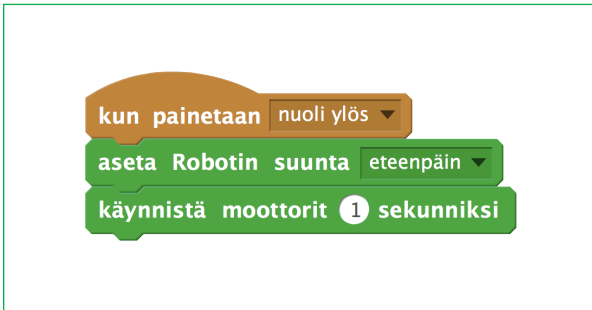 kun painetaan nuoli ylös
aseta Robotin suunta eteenpäin
käynnistä moottorit 1 sekunniksi